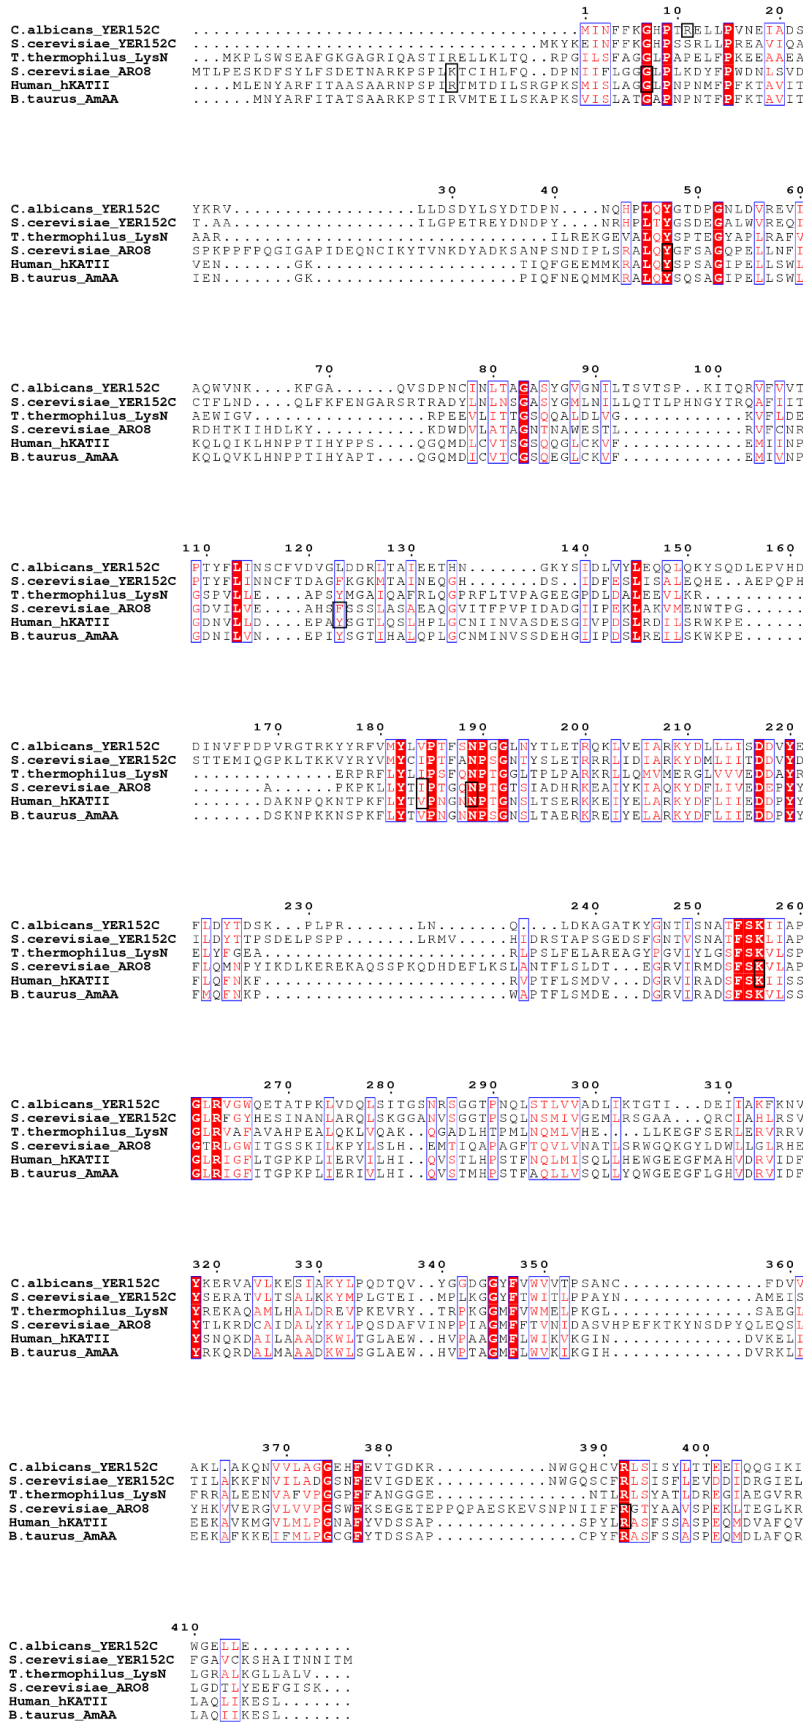 1 10 20
C.albicans_YER152C ......................................MINFFKGHPTRELLPVNEIADS
S.cerevisiae_YER152C ..................................MKYKEINFFKGHPSSRLLPREAVIQA
T.thermophilus_LysN ....MKPLSWSEAFGKGAGRIQASTIRELLKLTQ..RPGILSFAGGLPAPELFPKEEAAEA
S.cerevisiae_ARO8 MTLPESKDFSYLFSDETNARKPSPLKTCIHLFQ..DPNIIFLGGGLPLKDYFPWDNLSVD
Human_hKATII ....MLENYARFITAASAARNPSPIRTMTDILSRGPKSMISLAGGLPNPNMFPFKTAVIT
B.taurus_AmAA ....MNYARFITATSAARKPSTIRVMTEILSKAPKSVISLATGAPNPNTFPFKTAVIT
30 40 50 60
C.albicans_YER152C YKRV..................LLDSDYLSYDTDPN....NQHPLQYGTDPGNLDVREVI
S.cerevisiae_YER152C T.AA..................ILGPETREYDNDPY....NRHPLTYGSDEGALWVREQI
T.thermophilus_LysN AAR..............................ILREKGEVALQYSPTEGYAPLRAFV
S.cerevisiae_ARO8 SPKPPFPQGIGAPIDEQNCIKYTVNKDYADKSANPSNDIPLSRALQYGFSAGQPELLNFI
Human_hKATII VEN....GK..................TIQFGEEMMKRALQYSPSAGIPELLSWL
B.taurus_AmAA IEN....GK..................PIQFNEQMMKRALQYSQSAGIPELLSWL
70 80 90 100
C.albicans_YER152C AQWVNK....KFGA......QVSDPNCINLTAGASYGVGNILTSVTSP..KITQRVFVVT
S.cerevisiae_YER152C CTFLND....QLFKFENGARSRTRADYLNLNSGASYGMLNILLQTTLPHNGYTRQAFIIT
T.thermophilus_LysN AEWIGV...............RPEEVLITTGSQQALDLVG...........KVFLDE
S.cerevisiae_ARO8 RDHTKIIHDLKY.........KDWDVLATAGNTNAWESTL...........RVFCNR
Human_hKATII KQLQIKLHNPPTIHYPPS....QGQMDLCVTSGSQQGLCKVF...........EMIINP
B.taurus_AmAA KQLQVKLHNPPTIHYAPT....QGQMDICVTCGSQEGLCKVF...........EMIVNP
110 120 130 140 150 160
C.albicans_YER152C PTYFLINSCFVDVGLDDRLTAIEETHN.......GKYSIDLVYLEQQLQKYSQDLEPVHD
S.cerevisiae_YER152C PTYFLINNCFTDAGFKGKMTAINEQGH.......DS..IDFESLISALEQHE..AEPQPH
T.thermophilus_LysN GSPVLLE....APSYMGAIQAFRLQGPRFLTVPAGEEGPDLDALEEVLKR.........
S.cerevisiae_ARO8 GDVILVE....AHSFSSSLASAEAQGVITFPVPIDADGIIPEKLAKVMENWTPG......
Human_hKATII GDNVLLD....EPAYSGTLQSLHPLGCNIINVASDESGIVPDSLRDILSRWKPE......
B.taurus_AmAA GDNILVN....EPIYSGTIHALQPLGCNMINVSSDEHGIIPDSLREILSKWKPE......
170 180 190 200 210 220
C.albicans_YER152C DINVFPDPVRGTRKYYRFVMYLVPTFSNPGGLNYTLETRQKLVEIARKYDLLLISDDVYE
S.cerevisiae_YER152C STTEMIQGPKLTKKVYRYVMYCIPTFANPSGNTYSLETRRRLIDIARKYDMLIITDDVYD
T.thermophilus_LysN ................ERPRFLYLIPSFQNPTGGLTPLPARKRLLQMVMERGLVVVEDDAYR
S.cerevisiae_ARO8 .......A......PKPKLLYTIPTGQNPTGTSIADHRKEAIYKIAQKYDFLIVEDEPYY
Human_hKATII .......DAKNPQKNTPKFLYTVPNGNNPTGNSLTSERKKEIYELARKYDFLIIEDDPYY
B.taurus_AmAA .......DSKNPKKNSPKFLYTVPNGNNPSGNSLTAERKREIYELARKYDFLIIEDDPYY
230 240 250 260
C.albicans_YER152C FLDYTDSK...PLPR.......LN.......Q...LDKAGATKYGNTISNATFSKIIAP
S.cerevisiae_YER152C ILDYTTPSDELPSPP.......LRMV....HIDRSTAPSGEDSFGNTVSNATFSKLIAP
T.thermophilus_LysN ELYFGEA..........................RLPSLFELAREAGYPGVIYLGSFSKVLSP
S.cerevisiae_ARO8 FLQMNPYIKDLKEREKAQSSPKQDHDEFLKSLANTFLSLDT...EGRVIRMDSFSKVLAP
Human_hKATII FLQFNKF..........................RVPTFLSMDV...DGRVIRADSFSKIISS
B.taurus_AmAA FMQFNKP..........................WAPTFLSMDE...DGRVIRADSFSKVLSS
270 280 290 300 310
C.albicans_YER152C GLRVGWQETATPKLVDQLSITGSNRSGGTPNQLSTLVVADLIKTGTI...DEITAKFKNV
S.cerevisiae_YER152C GLRFGYHESINANLARQLSKGGANVSGGTPSQLNSMIVGEMLRSGAA...QRCIAHLRSV
T.thermophilus_LysN GLRVAFAVAHPEALQKLVQAK..QGADLHTPMLNQMLVHE...LLKEGFSERLERVRRV
S.cerevisiae_ARO8 GTRLGWITGSSKILKPYLSLH..EMTIQAPAGFTQVLVNATLSRWGQKGYLDWLLGLRHE
Human_hKATII GLRIGFLTGPKPLIERVILHI..QVSTLHPSTFNQLMISQLLHEWGEEGFMAHVDRVIDF
B.taurus_AmAA GLRIGFITGPKPLIERIVLHI..QVSTMHPSTFAQLLVSQLLYQWGEEGFLGHVDRVIDF
320 330 340 350 360
C.albicans_YER152C YKERVAVLKESIAKYLPQDTQV..YGGDGGYFVWVVTPSANC..............FDVV
S.cerevisiae_YER152C YSERATVLTSALKKYMPLGTEI..MPLKGGYFTWITLPPAYN..............AMEIS
T.thermophilus_LysN YREKAQAMLHALDREVPKEVRY..TRPKGGMFVWMELPKGL...............SAEGL
S.cerevisiae_ARO8 YTLKRDCAIDALYKYLPQSDAFVINPPIAGMFFTVNIDASVHPEFKTKYNSDPYQLEQSL
Human_hKATII YSNQKDAILAAADKWLTGLAEW..HVPAAGMFLWIKVKGIN..............DVKELI
B.taurus_AmAA YRKQRDALMAAADKWLSGLAEW..HVPTAGMFLWVKIKGIH..............DVRKLI
370 380 390 400
C.albicans_YER152C AKL.AKQNVVLAGGEHFEVTGDKR............NWGQHCVRLSISYLTTEEIQQGIKI
S.cerevisiae_YER152C TILAKKFNVILADGSNFEVIGDEK............NWGQSCFRLSISFLEVDDIDRGIEL
T.thermophilus_LysN FRRALEENVAFVPGGPFFANGGGE..................NTLRLSYATLDREGIAEGVRR
S.cerevisiae_ARO8 YHKVVERGVLVVPGSWFKSEGETEPPQPAESKEVSNPNIIFFRGTYAAVSPEKLTEGLKR
Human_hKATII EEKAVKMGVLMLPGNAFYVDSSAP..............SPYLRASFSSASPEQMDVAFQV
B.taurus_AmAA EEKAFKKEIFMLPGCGFYTDSSAP..............CPYFRASFSSASPEQMDLAFQR
410
C.albicans_YER152C WGELLE..........
S.cerevisiae_YER152C FGAVCKSHAITNNITM
T.thermophilus_LysN LGRALKGLLALV....
S.cerevisiae_ARO8 LGDTLYEEFGISK...
Human_hKATII LAQLIKESL.......
B.taurus_AmAA LAQIIKESL.......